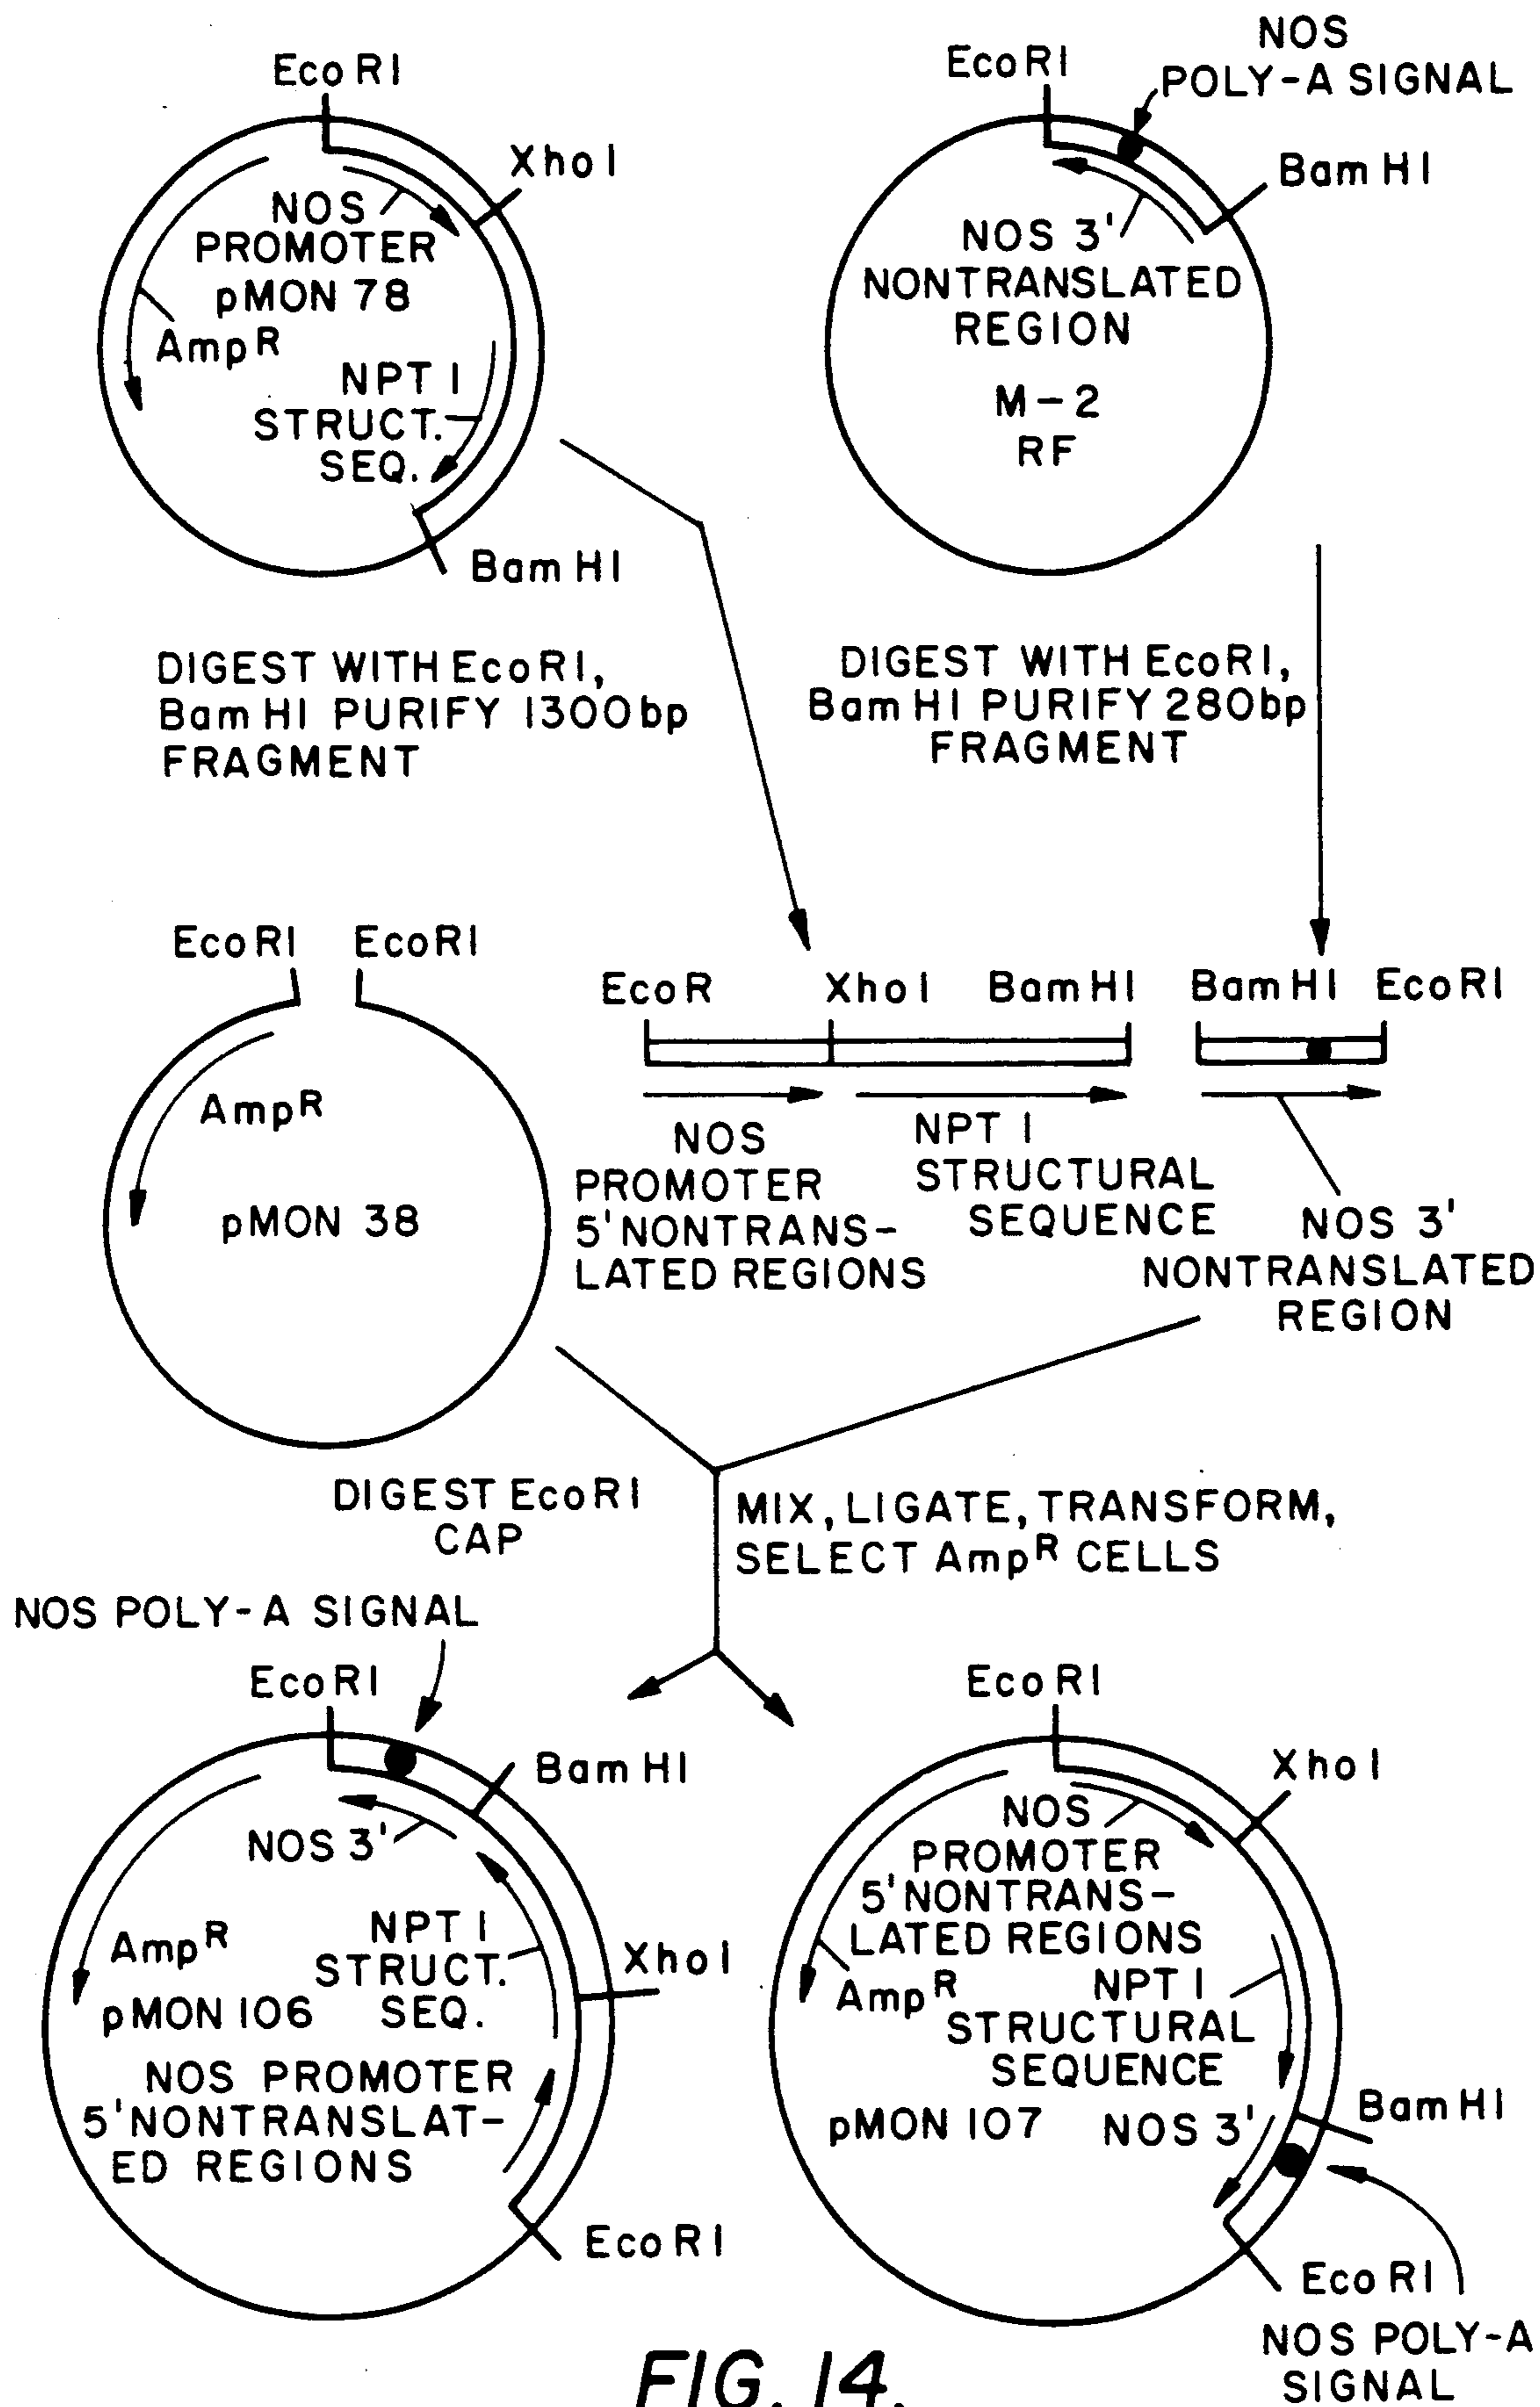 EcoRI
XhoI
NOS
PROMOTER
pMON 78
AmpR
NPT I
STRUCT.
SEQ.
BamHI
EcoRI
NOS
POLY-A SIGNAL
BamHI
NOS 3'
NONTRANSLATED
REGION
M-2
RF
DIGEST WITH EcoRI,
BamHI PURIFY 1300bp
FRAGMENT
DIGEST WITH EcoRI,
BamHI PURIFY 280bp
FRAGMENT
EcoRI EcoRI
AmpR
pMON 38
EcoR XhoI BamHI BamHI EcoRI
NOS
PROMOTER
5'NONTRANS-
LATED REGIONS
NPT I
STRUCTURAL
SEQUENCE
NOS 3'
NONTRANSLATED
REGION
DIGEST EcoRI
CAP
MIX, LIGATE, TRANSFORM,
SELECT AmpR CELLS
NOS POLY-A SIGNAL
EcoRI
BamHI
NOS 3'
AmpR
NPT I
STRUCT.
SEQ.
XhoI
pMON 106
NOS PROMOTER
5'NONTRANSLAT-
ED REGIONS
EcoRI
EcoRI
XhoI
NOS
PROMOTER
5'NONTRANS-
LATED REGIONS
AmpR
NPT I
STRUCTURAL
SEQUENCE
pMON 107
NOS 3'
BamHI
EcoRI
NOS POLY-A
SIGNAL
FIG. 14.